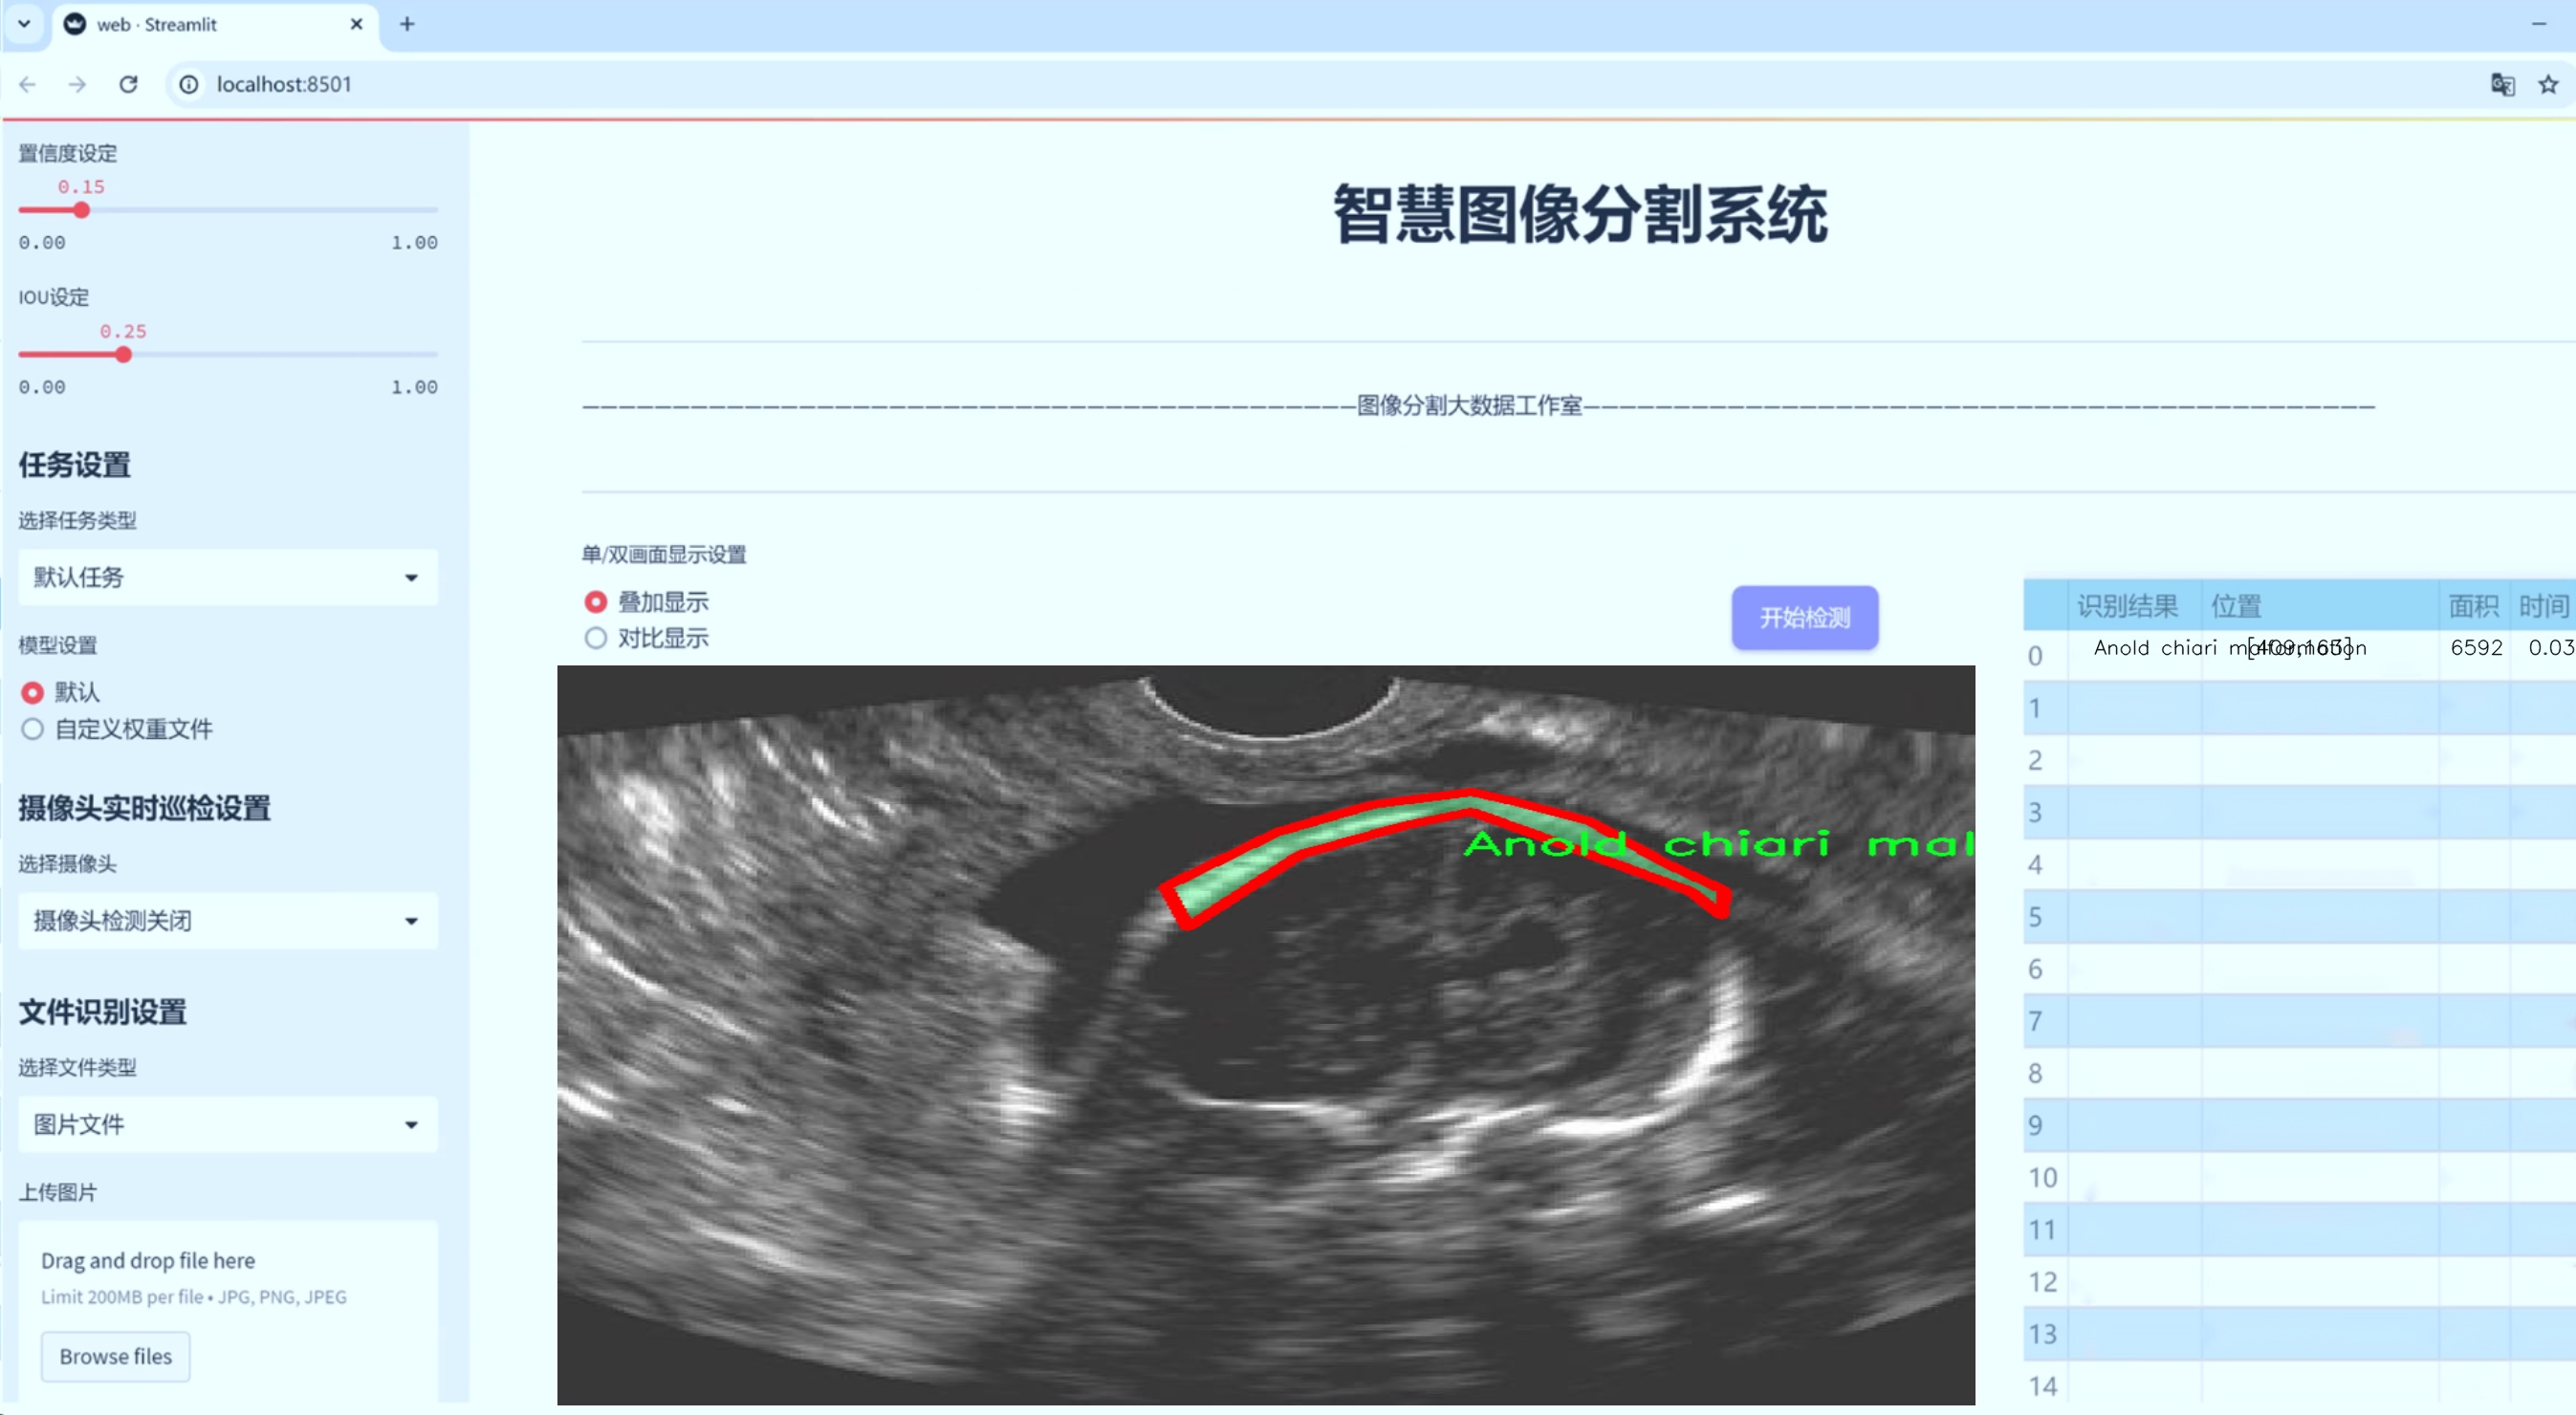 web · Streamlit
localhost:8501
置信度设定
0.15
0.00 1.00
IOU设定
0.25
0.00 1.00
任务设置
选择任务类型
默认任务
模型设置
默认
自定义权重文件
摄像头实时巡检设置
选择摄像头
摄像头检测关闭
文件识别设置
选择文件类型
图片文件
上传图片
Drag and drop file here
Limit 200MB per file • JPG, PNG, JPEG
Browse files
智慧图像分割系统
图像分割大数据工作室
单/双画面显示设置
叠加显示
对比显示
开始检测
Anold chiari mal
识别结果 位置 面积 时间
0 Anold chiari malformation 6592 0.03
1
2
3
4
5
6
7
8
9
10
11
12
13
14